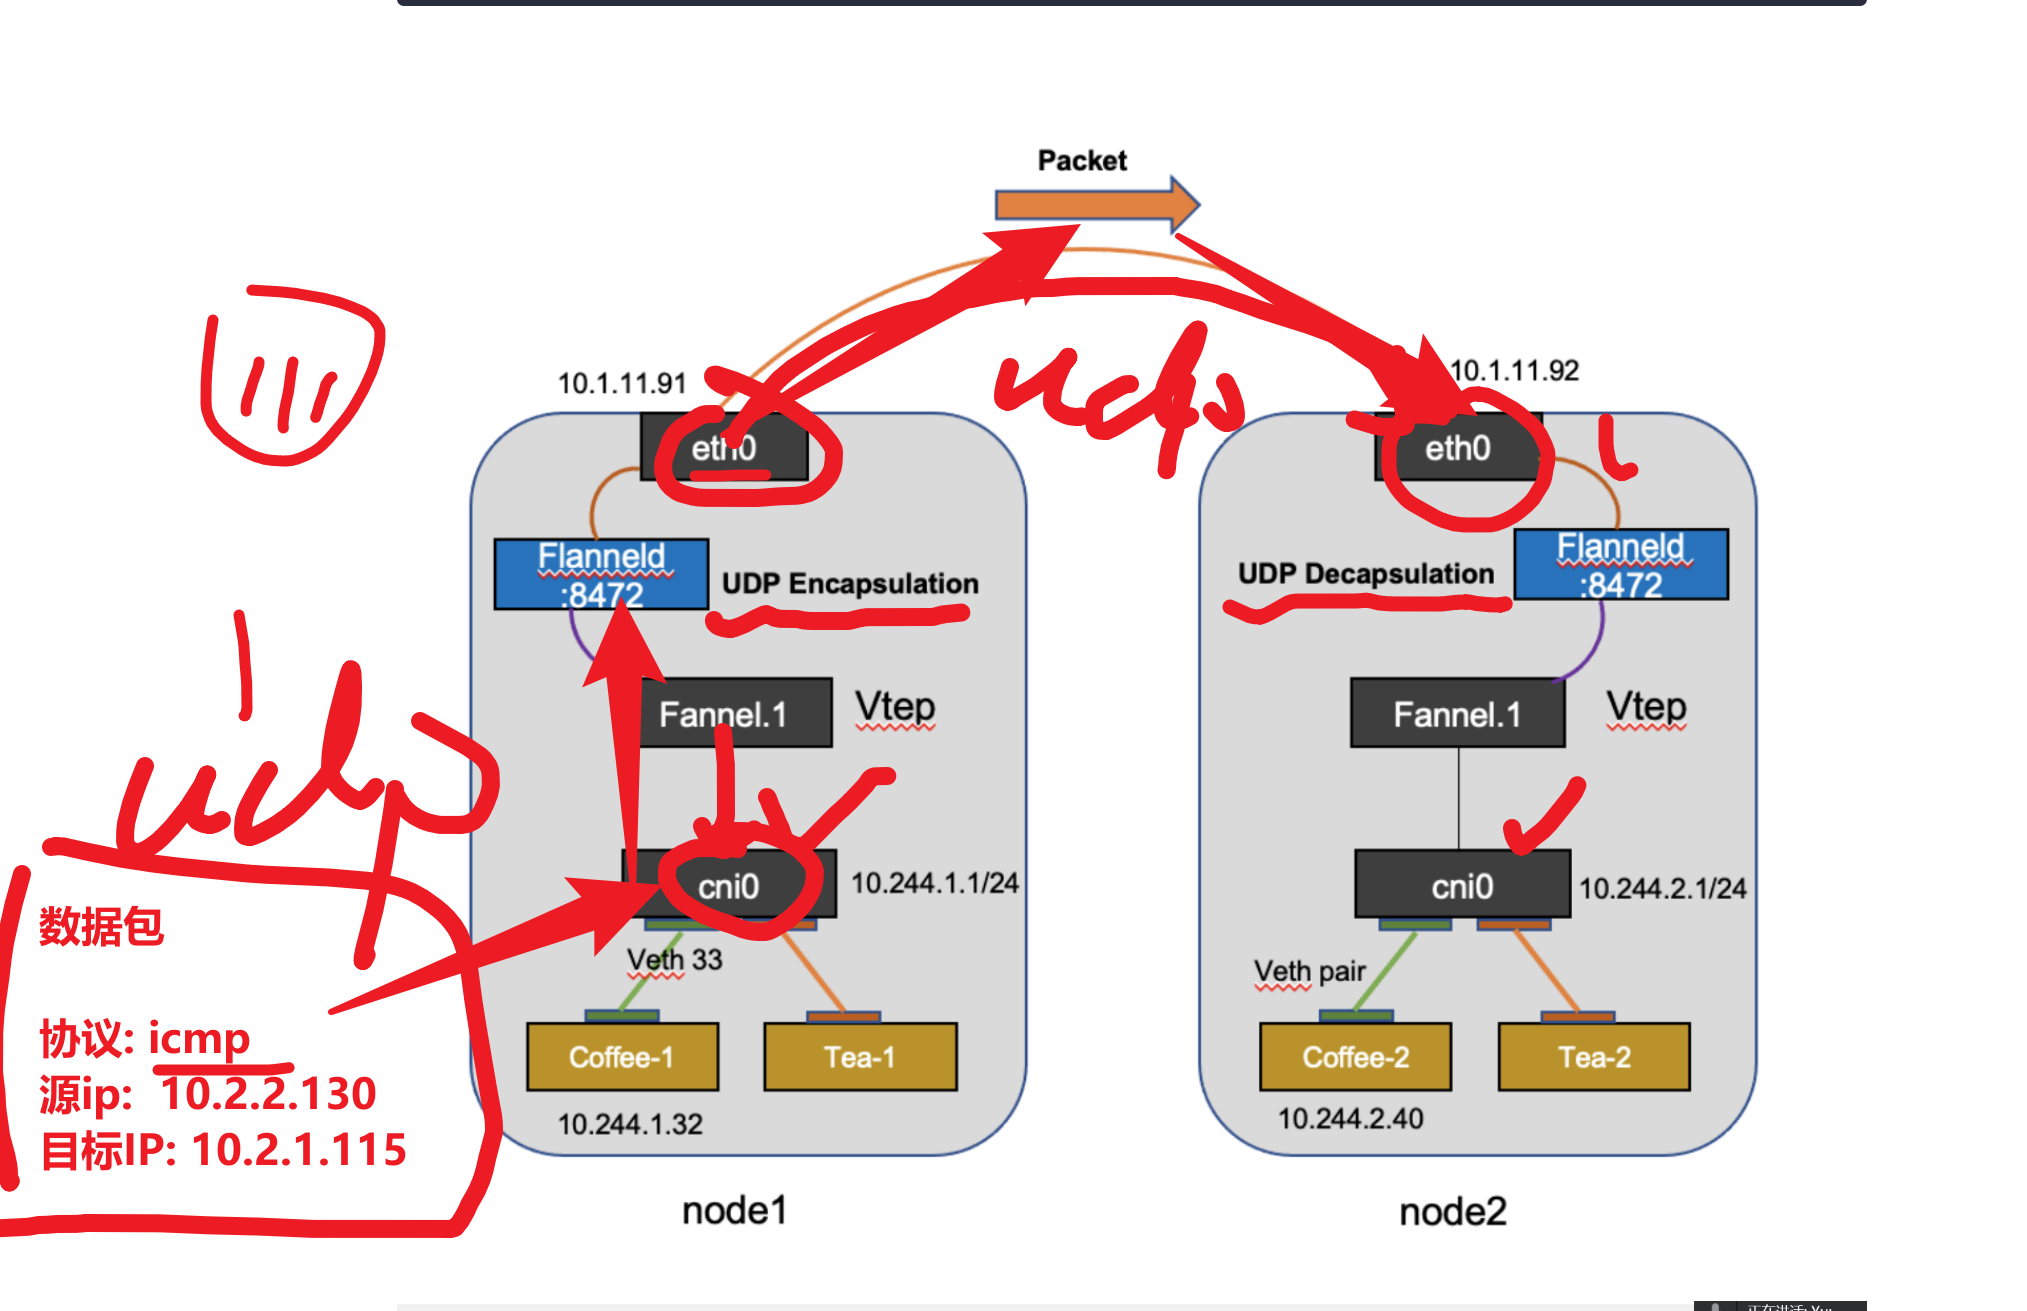 Packet
10.1.11.91
10.1.11.92
udp
eth0
eth0
Flanneld
:8472
UDP Encapsulation
UDP Decapsulation
Flanneld
:8472
Fannel.1
Vtep
Fannel.1
Vtep
udp
cni0
10.244.1.1/24
cni0
10.244.2.1/24
数据包
协议: icmp
源ip: 10.2.2.130
目标IP: 10.2.1.115
Veth 33
Veth pair
Coffee-1
Tea-1
Coffee-2
Tea-2
10.244.1.32
10.244.2.40
node1
node2